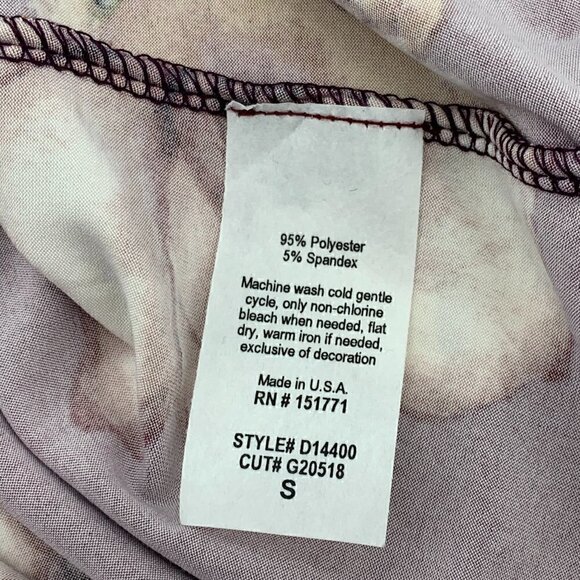 95% Polyester
5% Spandex
Machine wash cold gentle
cycle, only non-chlorine
bleach when needed, flat
dry, warm iron if needed,
exclusive of decoration
Made in U.S.A.
RN # 151771
STYLE# D14400
CUT# G20518
S